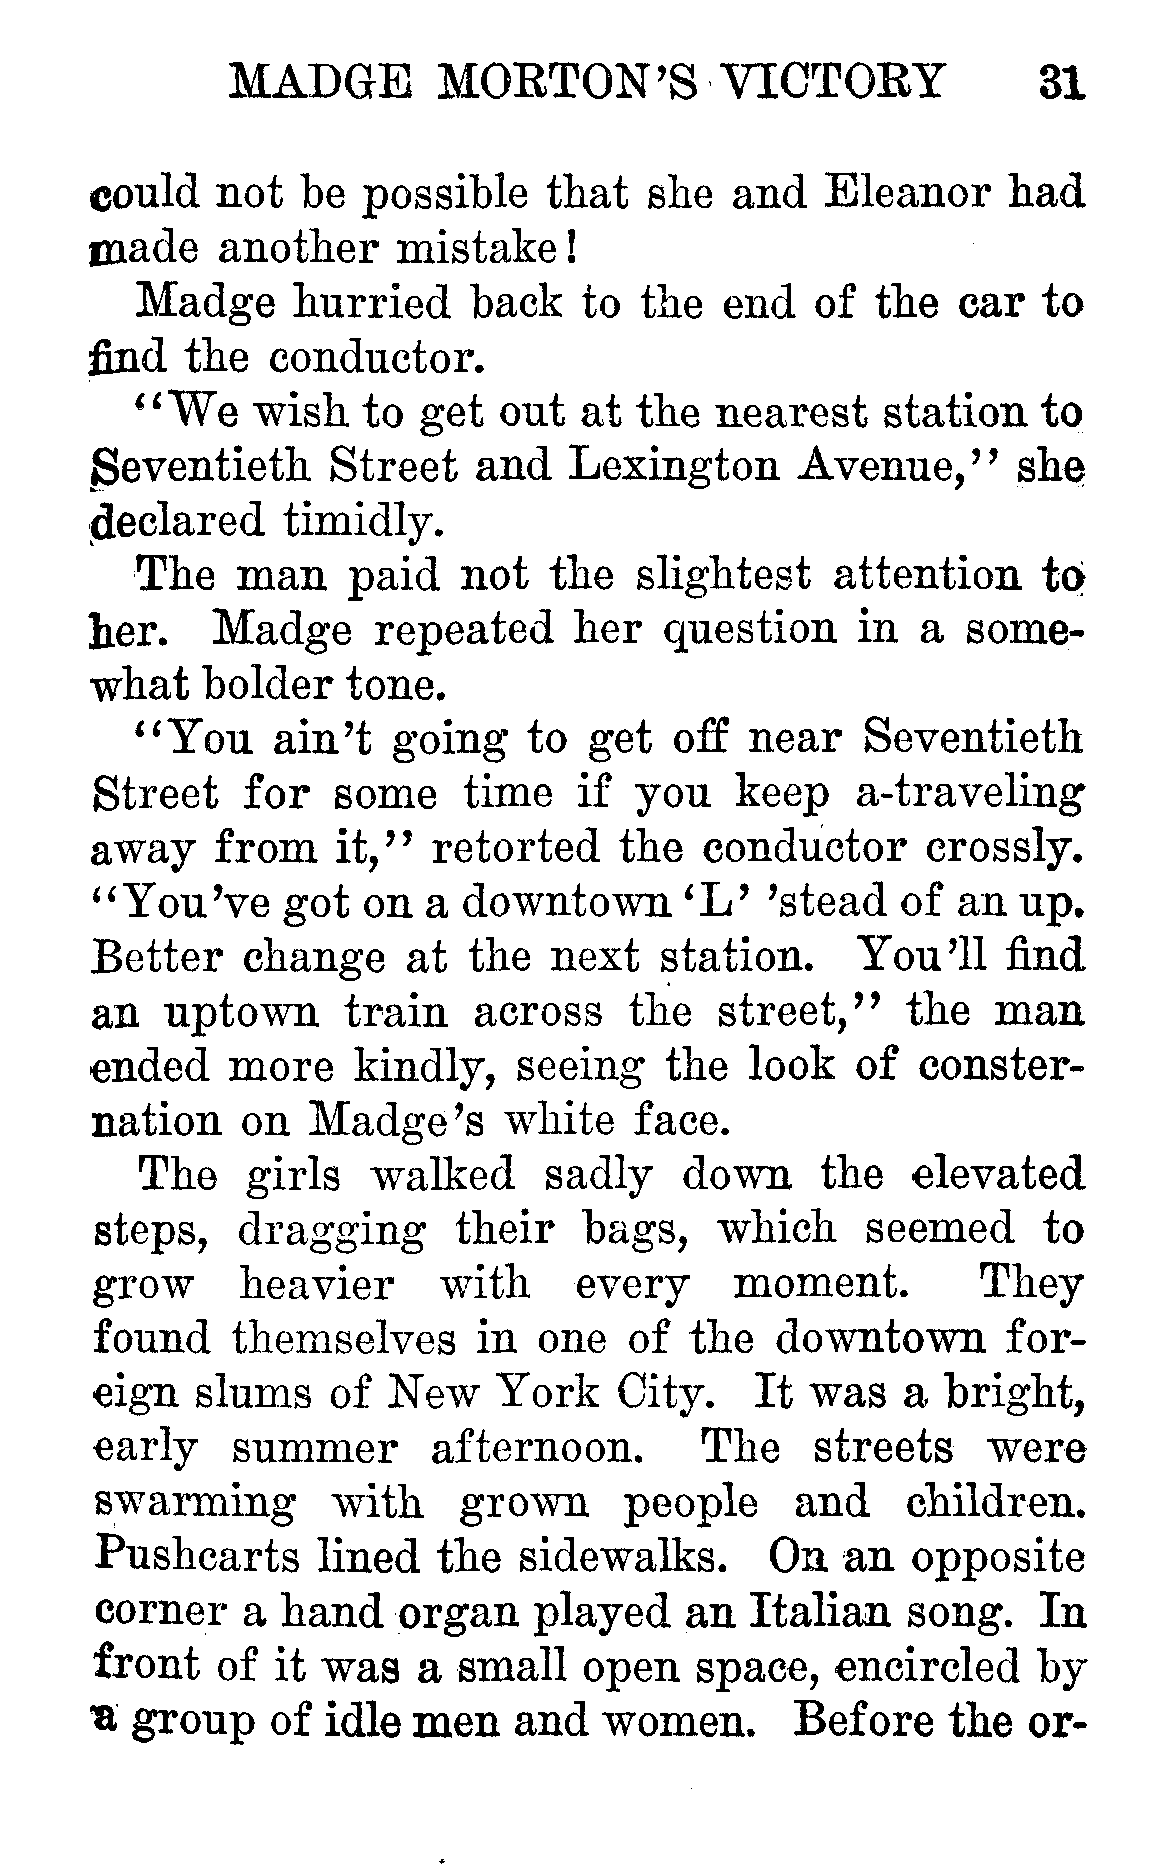 MADGE MORTON'S VICTORY 31
could not be possible that she and Eleanor had
made another mistake!
Madge hurried back to the end of the car to
find the conductor.
"We wish to get out at the nearest station to
Seventieth Street and Lexington Avenue," she
declared timidly.
The man paid not the slightest attention to
her. Madge repeated her question in a some-
what bolder tone.
"You ain't going to get off near Seventieth
Street for some time if you keep a-traveling
away from it," retorted the conductor crossly.
"You've got on a downtown 'L' 'stead of an up.
Better change at the next station. You'll find
an uptown train across the street," the man
ended more kindly, seeing the look of conster-
nation on Madge's white face.
The girls walked sadly down the elevated
steps, dragging their bags, which seemed to
grow heavier with every moment. They
found themselves in one of the downtown for-
eign slums of New York City. It was a bright,
early summer afternoon. The streets were
swarming with grown people and children.
Pushcarts lined the sidewalks. On an opposite
corner a hand organ played an Italian song. In
front of it was a small open space, encircled by
a group of idle men and women. Before the or-